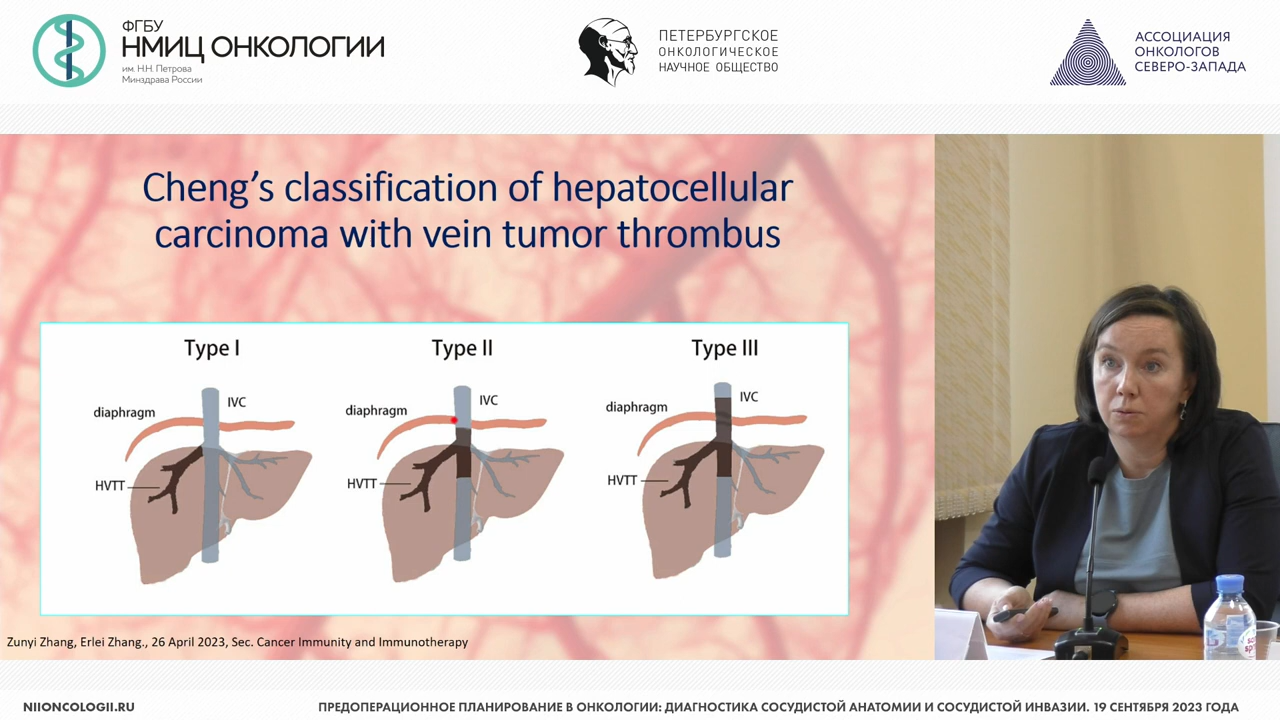 ФГБУ
НМИЦ ОНКОЛОГИИ
им. Н.Н. Петрова
Минздрава России
ПЕТЕРБУРГСКОЕ
ОНКОЛОГИЧЕСКОЕ
НАУЧНОЕ ОБЩЕСТВО
АССОЦИАЦИЯ
ОНКОЛОГОВ
СЕВЕРО-ЗАПАДА
Cheng's classification of hepatocellular
carcinoma with vein tumor thrombus
Type I
IVC
diaphragm
HVTT
Type II
IVC
diaphragm
HVTT
Type III
IVC
diaphragm
HVTT
Zunyi Zhang, Erlei Zhang., 26 April 2023, Sec. Cancer Immunity and Immunotherapy
NIIONCOLOGII.RU
ПРЕДОПЕРАЦИОННОЕ ПЛАНИРОВАНИЕ В ОНКОЛОГИИ: ДИАГНОСТИКА СОСУДИСТОЙ АНАТОМИИ И СОСУДИСТОЙ ИНВАЗИИ. 19 СЕНТЯБРЯ 2023 ГОДА